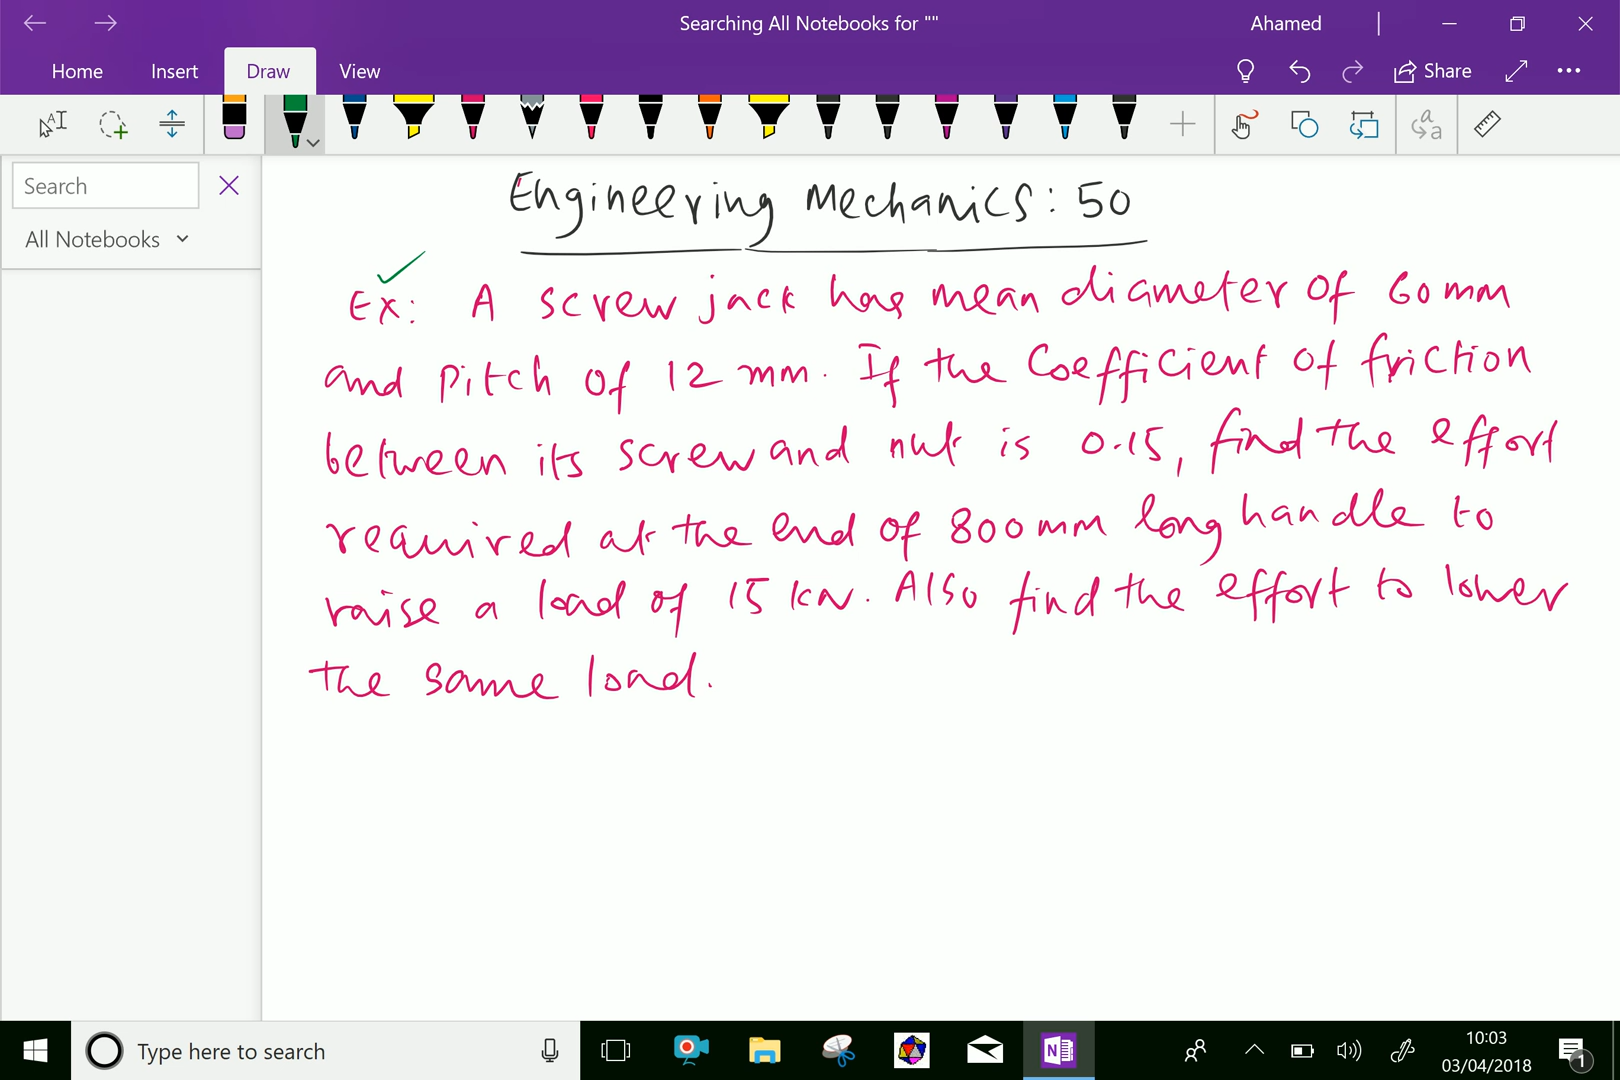 Searching All Notebooks for ""
Ahamed
Home Insert Draw View
Share
Search
All Notebooks
Engineering Mechanics: 50
Ex: A screw jack has mean diameter of 60mm
and pitch of 12 mm. If the Coefficient of friction
between its screw and nut is 0.15, find the effort
required at the end of 800mm long handle to
raise a load of 15 kN. Also find the effort to lower
the same load.
Type here to search
10:03
03/04/2018
1